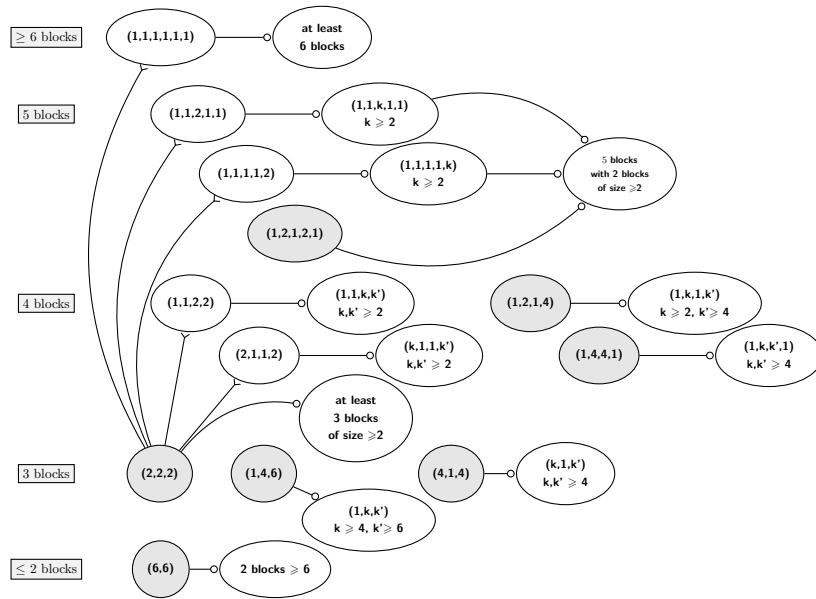 ≥ 6 blocks
(1,1,1,1,1,1)
at least
6 blocks
5 blocks
(1,1,2,1,1)
(1,1,k,1,1)
k ⩾ 2
(1,1,1,1,2)
(1,1,1,1,k)
k ⩾ 2
5 blocks
with 2 blocks
of size ⩾2
(1,2,1,2,1)
4 blocks
(1,1,2,2)
(1,1,k,k')
k,k' ⩾ 2
(1,2,1,4)
(1,k,1,k')
k ⩾ 2, k'⩾ 4
(2,1,1,2)
(k,1,1,k')
k,k' ⩾ 2
(1,4,4,1)
(1,k,k',1)
k,k' ⩾ 4
at least
3 blocks
of size ⩾2
3 blocks
(2,2,2)
(1,4,6)
(4,1,4)
(k,1,k')
k,k' ⩾ 4
(1,k,k')
k ⩾ 4, k'⩾ 6
≤ 2 blocks
(6,6)
2 blocks ⩾ 6